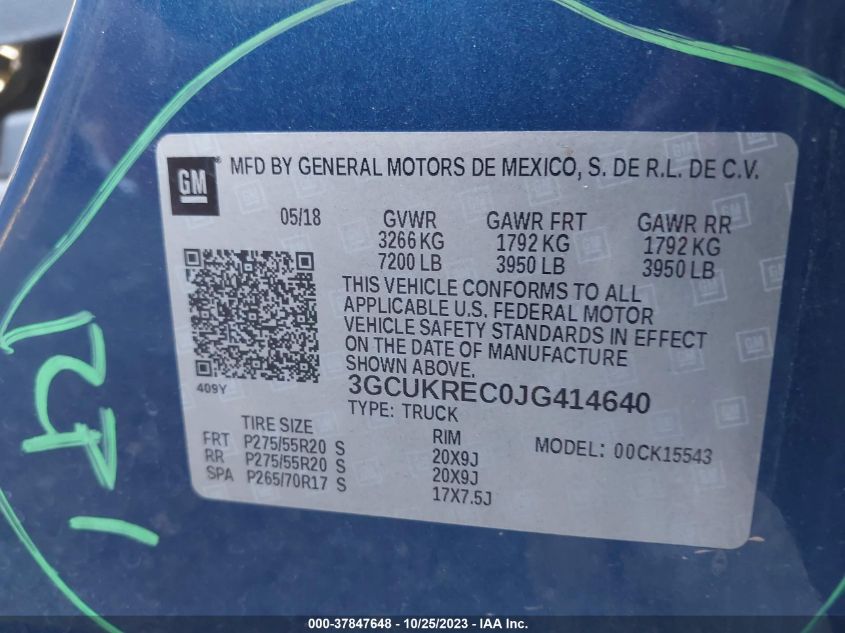 GM
MFD BY GENERAL MOTORS DE MEXICO, S. DE R.L. DE C.V.
05/18 GVWR GAWR FRT GAWR RR
3266 KG 1792 KG 1792 KG
7200 LB 3950 LB 3950 LB
THIS VEHICLE CONFORMS TO ALL
APPLICABLE U.S. FEDERAL MOTOR
VEHICLE SAFETY STANDARDS IN EFFECT
ON THE DATE OF MANUFACTURE
SHOWN ABOVE.
409Y
3GCUKREC0JG414640
TYPE: TRUCK
TIRE SIZE RIM MODEL: 00CK15543
FRT P275/55R20 S 20X9J
RR P275/55R20 S 20X9J
SPA P265/70R17 S 17X7.5J
000-37847648 - 10/25/2023 - IAA Inc.